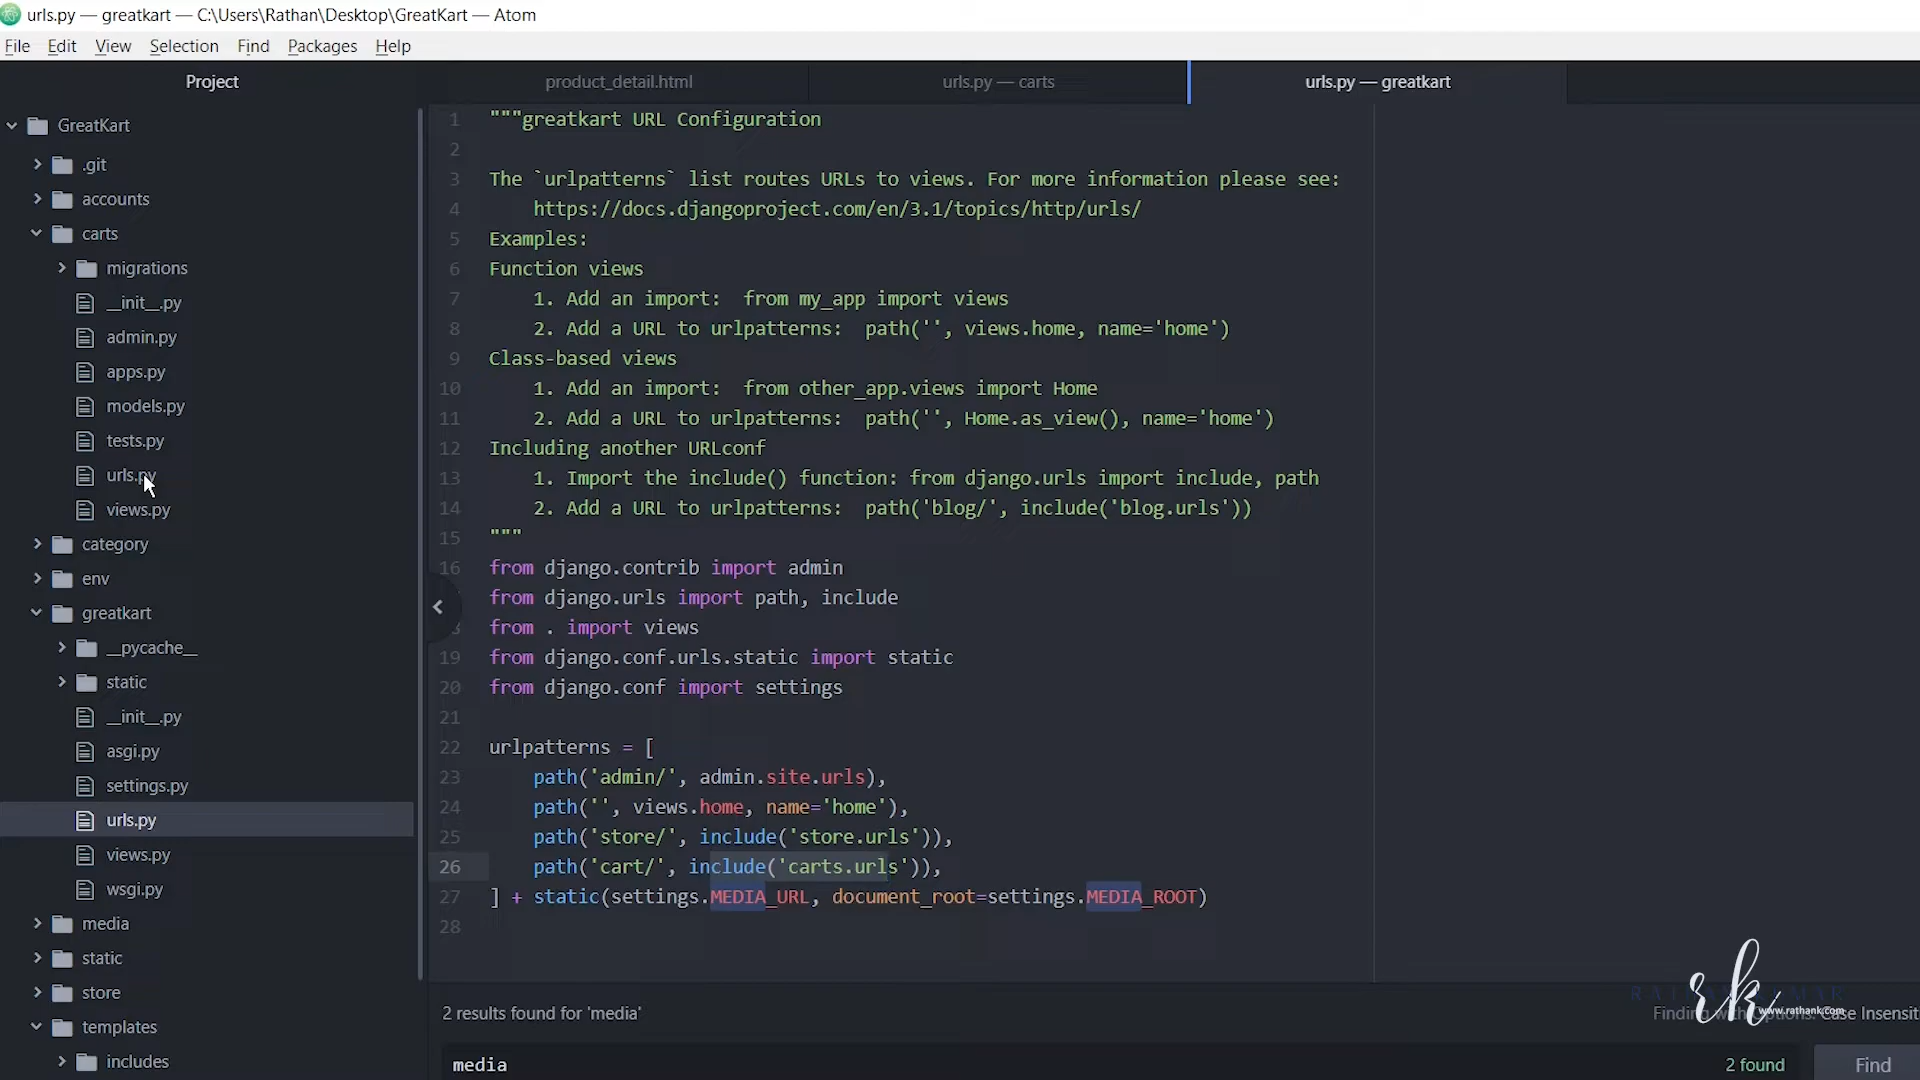 urls.py — greatkart — C:\Users\Rathan\Desktop\GreatKart — Atom
File Edit View Selection Find Packages Help
Project
product_detail.html
urls.py — carts
urls.py — greatkart
GreatKart
.git
accounts
carts
migrations
__init__.py
admin.py
apps.py
models.py
tests.py
urls.py
views.py
category
env
greatkart
__pycache__
static
__init__.py
asgi.py
settings.py
urls.py
views.py
wsgi.py
media
static
store
templates
includes
1 """greatkart URL Configuration
2
3 The `urlpatterns` list routes URLs to views. For more information please see:
4     https://docs.djangoproject.com/en/3.1/topics/http/urls/
5 Examples:
6 Function views
7     1. Add an import:  from my_app import views
8     2. Add a URL to urlpatterns:  path('', views.home, name='home')
9 Class-based views
10     1. Add an import:  from other_app.views import Home
11     2. Add a URL to urlpatterns:  path('', Home.as_view(), name='home')
12 Including another URLconf
13     1. Import the include() function: from django.urls import include, path
14     2. Add a URL to urlpatterns:  path('blog/', include('blog.urls'))
15 """
16 from django.contrib import admin
from django.urls import path, include
from . import views
19 from django.conf.urls.static import static
20 from django.conf import settings
21
22 urlpatterns = [
23     path('admin/', admin.site.urls),
24     path('', views.home, name='home'),
25     path('store/', include('store.urls')),
26     path('cart/', include('carts.urls')),
27 ] + static(settings.MEDIA_URL, document_root=settings.MEDIA_ROOT)
28
2 results found for 'media'
Finding with Options: Case Insensit
rk
www.rathank.com
media
2 found
Find